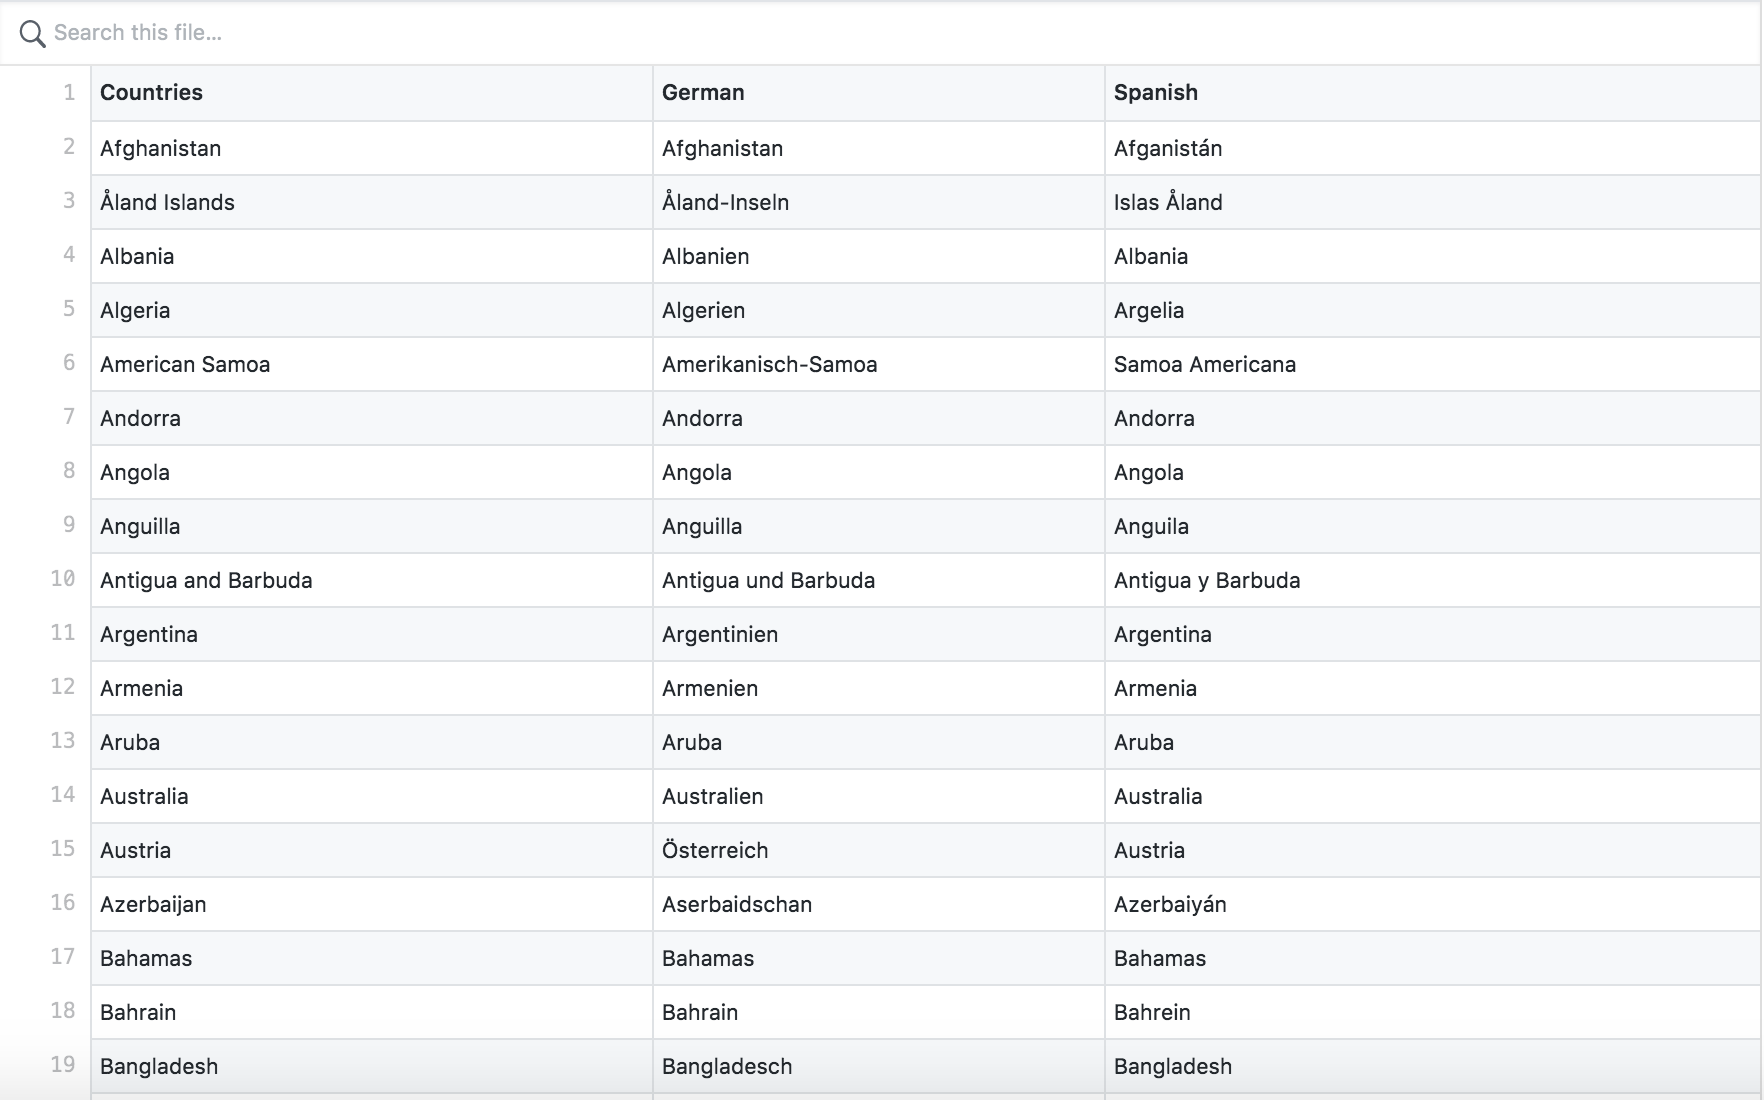 Search this file...
1 Countries German Spanish
2 Afghanistan Afghanistan Afganistán
3 Åland Islands Åland-Inseln Islas Åland
4 Albania Albanien Albania
5 Algeria Algerien Argelia
6 American Samoa Amerikanisch-Samoa Samoa Americana
7 Andorra Andorra Andorra
8 Angola Angola Angola
9 Anguilla Anguilla Anguila
10 Antigua and Barbuda Antigua und Barbuda Antigua y Barbuda
11 Argentina Argentinien Argentina
12 Armenia Armenien Armenia
13 Aruba Aruba Aruba
14 Australia Australien Australia
15 Austria Österreich Austria
16 Azerbaijan Aserbaidschan Azerbaiyán
17 Bahamas Bahamas Bahamas
18 Bahrain Bahrain Bahrein
19 Bangladesh Bangladesch Bangladesh